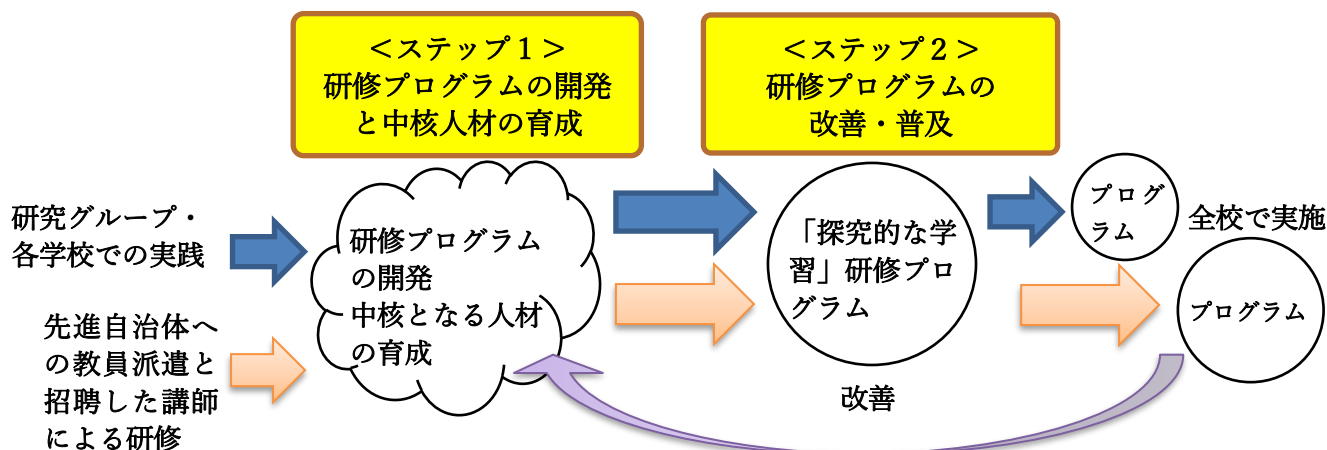 ＜ステップ１＞
研修プログラムの開発
と中核人材の育成
＜ステップ２＞
研修プログラムの
改善・普及
研究グループ・
各学校での実践
先進自治体へ
の教員派遣と
招聘した講師
による研修
研修プログラム
の開発
中核となる人材
の育成
「探究的な学
習」研修プロ
グラム
改善
プログ
ラム
全校で実施
プログラム